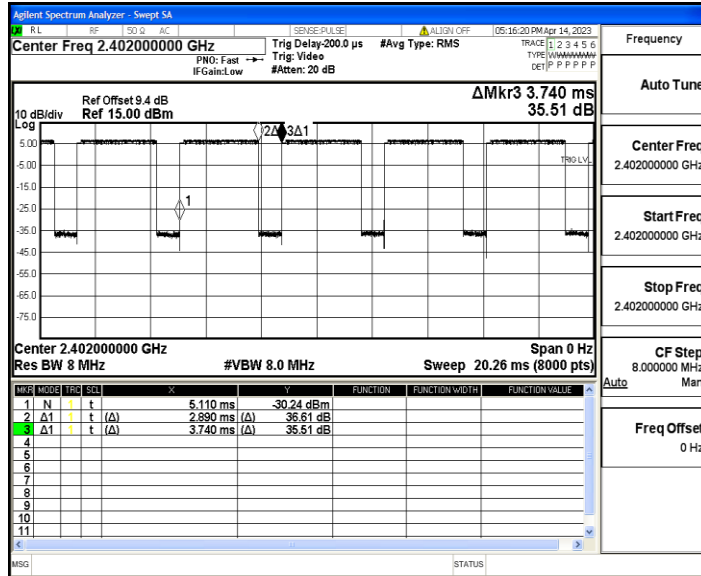 Agilent Spectrum Analyzer - Swept SA
RL RF 50 Ω AC SENSE:PULSE ALIGN OFF 05:16:20 PM Apr 14, 2023
Center Freq 2.402000000 GHz
PNO: Fast
IFGain:Low
Trig Delay-200.0 µs
Trig: Video
#Atten: 20 dB
#Avg Type: RMS
TRACE 1 2 3 4 5 6
TYPE
DET P P P P P P
Ref Offset 9.4 dB
10 dB/div Ref 15.00 dBm
Log
ΔMkr3 3.740 ms
35.51 dB
2Δ 3Δ1
5.00
TRIG LVL
-5.00
-15.0
1
-25.0
-35.0
-45.0
-55.0
-65.0
-75.0
Center 2.402000000 GHz Span 0 Hz
Res BW 8 MHz #VBW 8.0 MHz Sweep 20.26 ms (8000 pts)
MKR MODE TRC SCL X Y FUNCTION FUNCTION WIDTH FUNCTION VALUE
1 N 1 t 5.110 ms -30.24 dBm
2 Δ1 1 t (Δ) 2.890 ms (Δ) 36.61 dB
3 Δ1 1 t (Δ) 3.740 ms (Δ) 35.51 dB
4
5
6
7
8
9
10
11
MSG STATUS
Frequency
Auto Tune
Center Freq
2.402000000 GHz
Start Freq
2.402000000 GHz
Stop Freq
2.402000000 GHz
CF Step
8.000000 MHz
Auto Man
Freq Offset
0 Hz